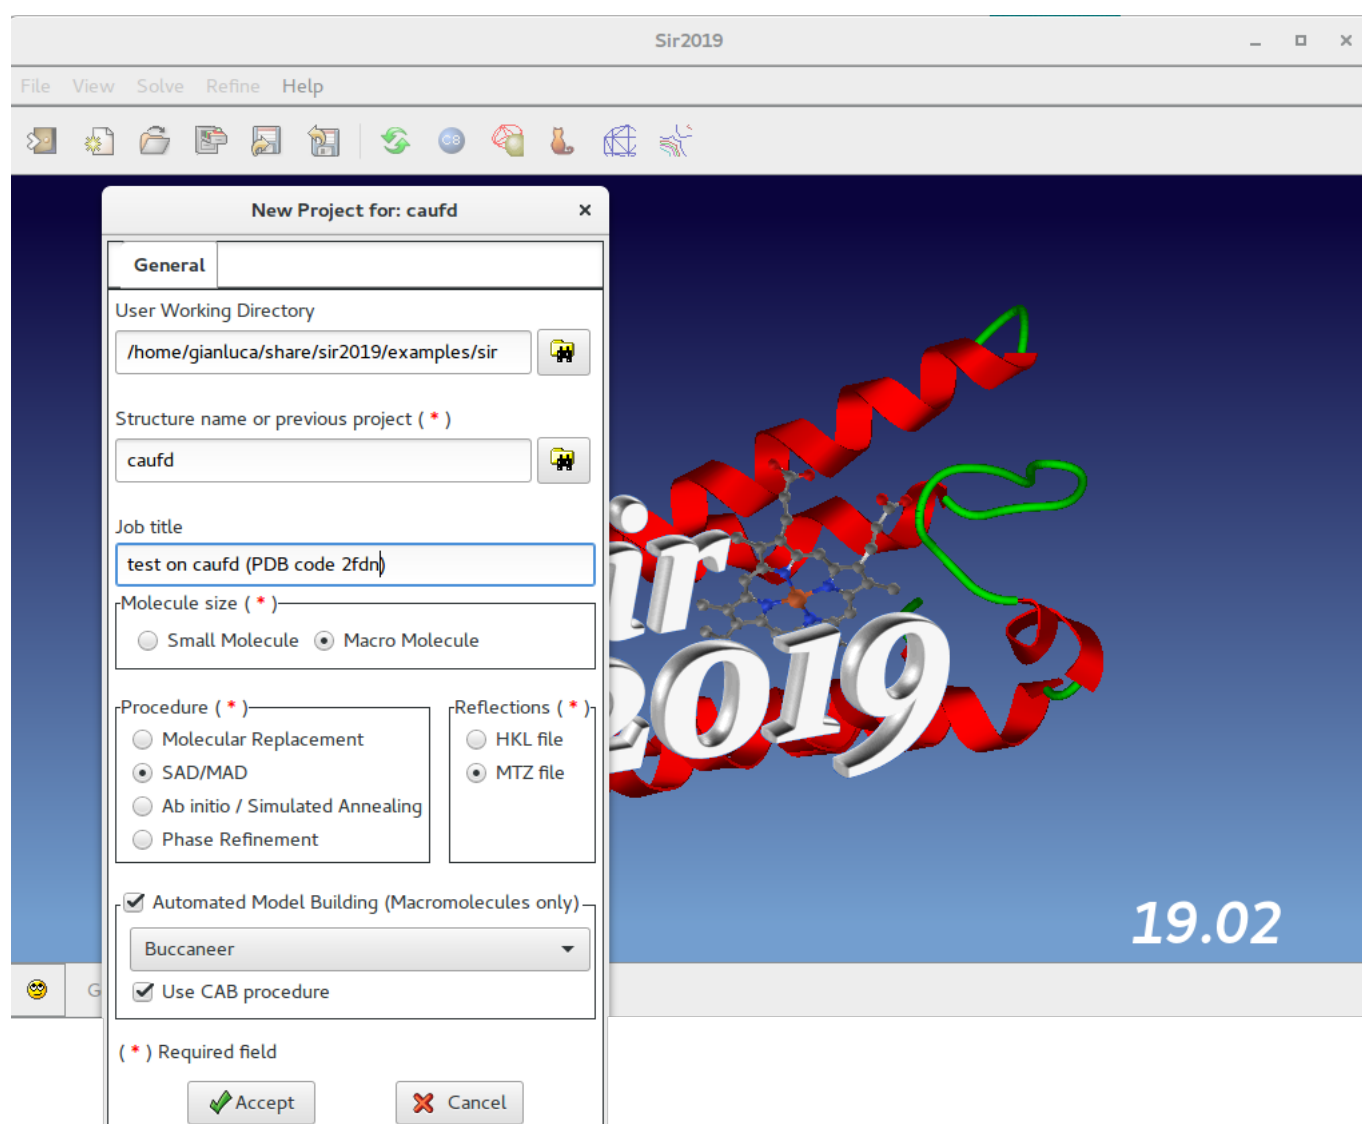 Sir2019
File View Solve Refine Help
C8
New Project for: caufd
General
User Working Directory
/home/gianluca/share/sir2019/examples/sir
Structure name or previous project ( * )
caufd
Job title
test on caufd (PDB code 2fdn)
Molecule size ( * )
Small Molecule Macro Molecule
Procedure ( * ) Reflections ( * )
Molecular Replacement HKL file
SAD/MAD MTZ file
Ab initio / Simulated Annealing
Phase Refinement
Automated Model Building (Macromolecules only)
Buccaneer
Use CAB procedure
( * ) Required field
Accept Cancel
ir
2019
19.02
G